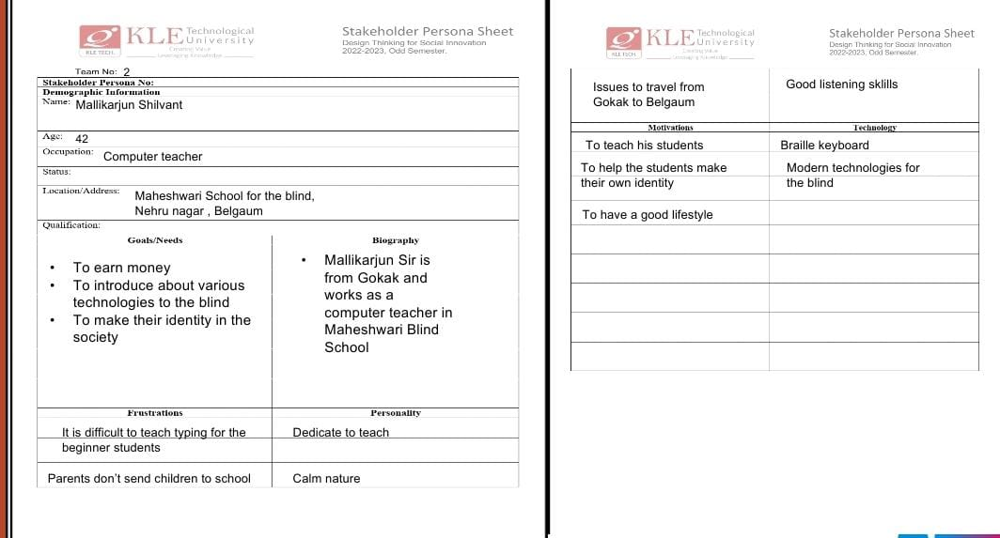 KLE Technological University
Creating Value
Leveraging Knowledge
KLE TECH.
Stakeholder Persona Sheet
Design Thinking for Social Innovation
2022-2023, Odd Semester.
Team No: 2
Stakeholder Persona No:
Demographic Information
Name: Mallikarjun Shilvant
Age: 42
Occupation: Computer teacher
Status:
Location/Address: Maheshwari School for the blind,
Nehru nagar , Belgaum
Qualification:
Goals/Needs
• To earn money
• To introduce about various
technologies to the blind
• To make their identity in the
society
Biography
• Mallikarjun Sir is
from Gokak and
works as a
computer teacher in
Maheshwari Blind
School
Frustrations
It is difficult to teach typing for the
beginner students
Parents don’t send children to school
Personality
Dedicate to teach
Calm nature
KLE Technological University
Creating Value
Leveraging Knowledge
KLE TECH.
Stakeholder Persona Sheet
Design Thinking for Social Innovation
2022-2023, Odd Semester.
Issues to travel from
Gokak to Belgaum
Good listening sklills
Motivations
To teach his students
To help the students make
their own identity
To have a good lifestyle
Technology
Braille keyboard
Modern technologies for
the blind